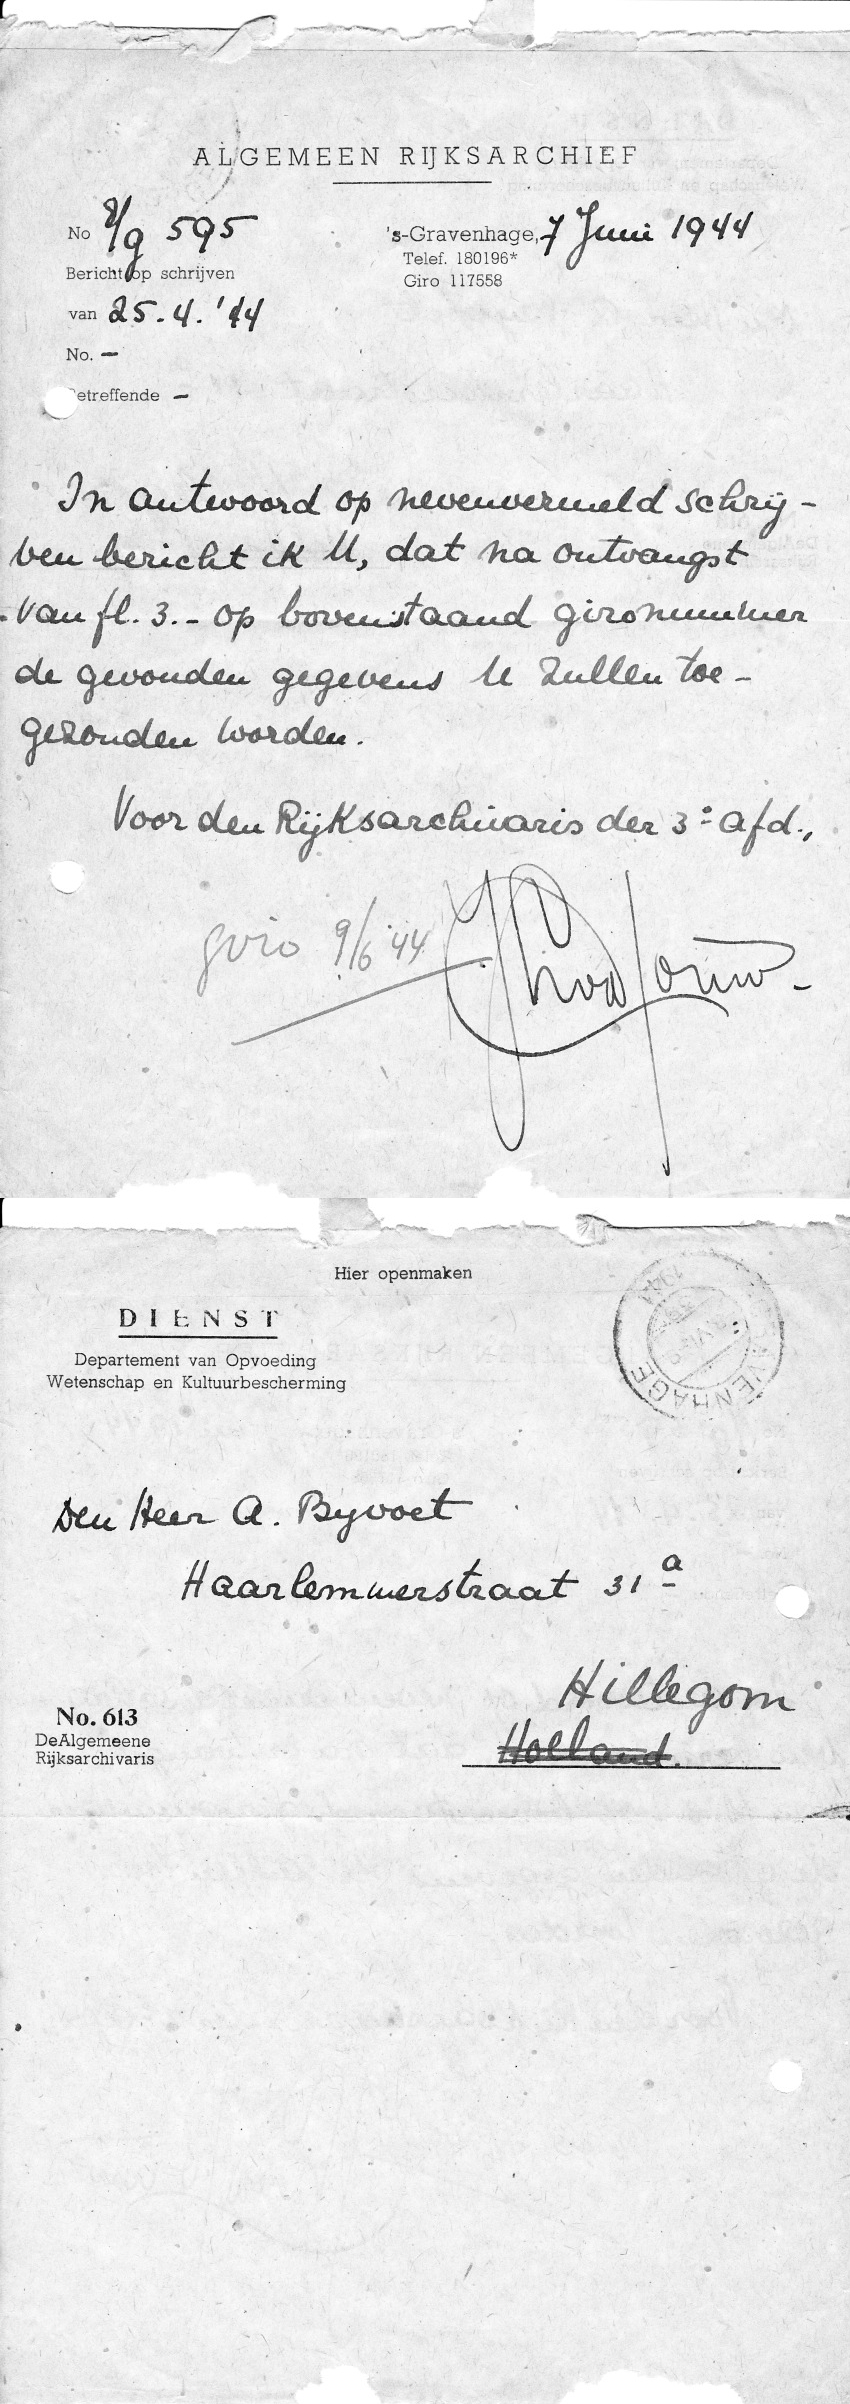 ALGEMEEN RIJKSARCHIEF
No 595
's-Gravenhage, 7 Juni 1944
Telef. 180196*
Giro 117558
Bericht op schrijven
van 25.4.'44
No. —
Betreffende —
In antwoord op nevenvermeld schrij-
ven bericht ik U, dat na ontvangst
van fl. 3.- op bovenstaand gironummer
de gevonden gegevens U zullen toe-
gezonden worden.
Voor den Rijksarchivaris der 3e afd.,
giro 9/6 '44
Hier openmaken
DIENST
Departement van Opvoeding
Wetenschap en Kultuurbescherming
VENHAGE
Den Heer A. Byvoet
Haarlemmerstraat 31a
Hillegom
Holland.
No. 613
DeAlgemeene
Rijksarchivaris